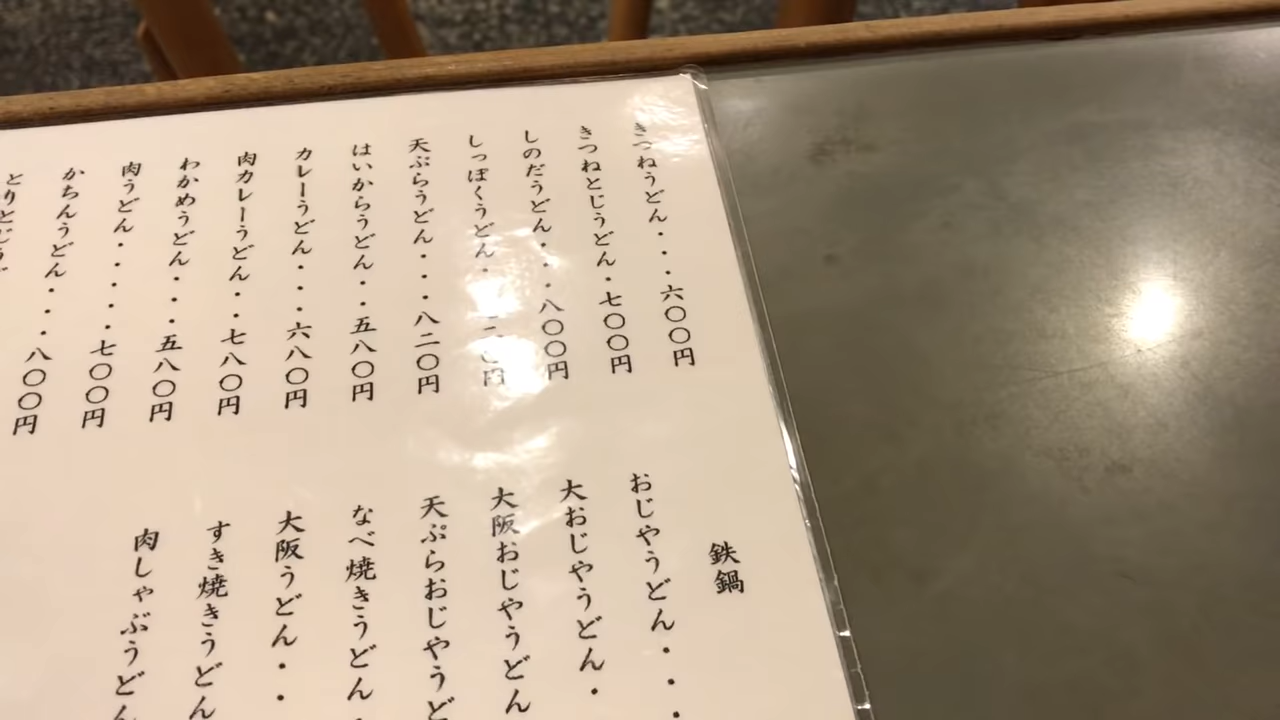 きつねうどん・・・六〇〇円
きつねとじうどん・七〇〇円
しのだうどん・・八〇〇円
しっぽくうどん・
天ぷらうどん・・・八二〇円
はいからうどん・・五八〇円
カレーうどん・・・六八〇円
肉カレーうどん・・七八〇円
わかめうどん・・・五八〇円
肉うどん・・・・七〇〇円
かちんうどん・・・八〇〇円
とりとじうど
鉄鍋
おじやうどん・・・
大おじやうどん・
大阪おじやうどん
天ぷらおじやうど
なべ焼きうどん・
大阪うどん・・
すき焼きうどん
肉しゃぶうどん